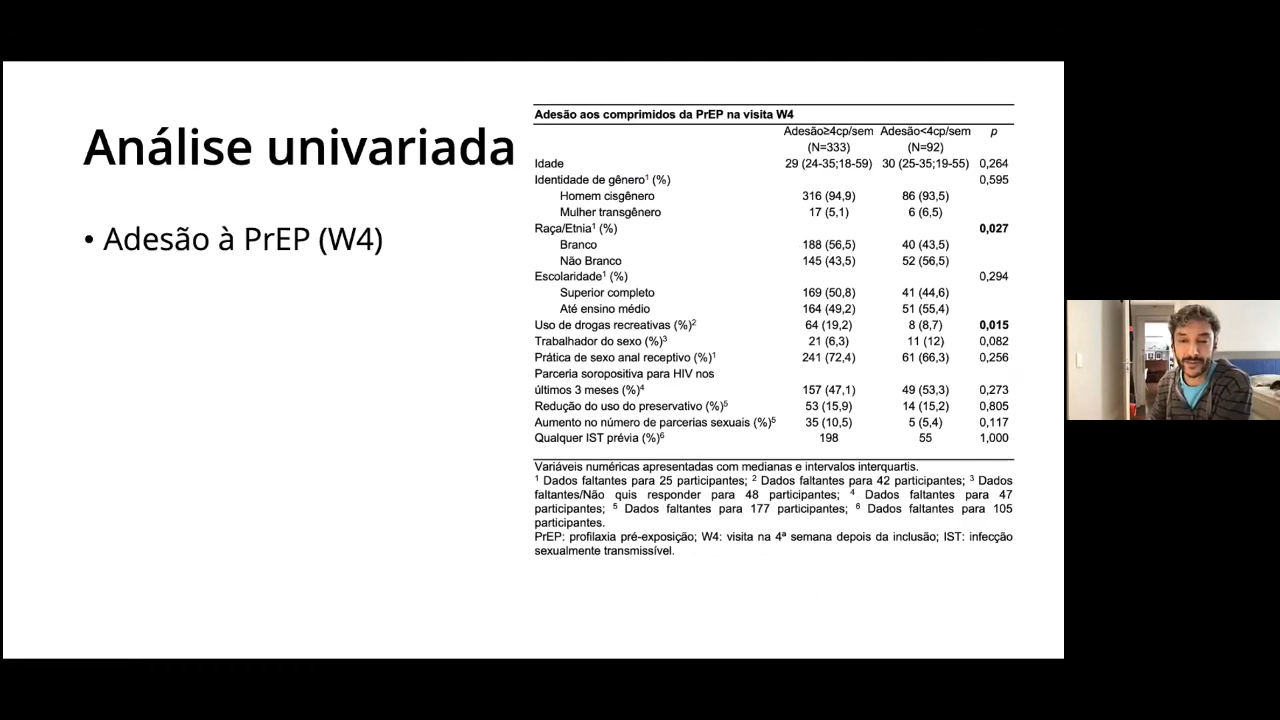 Análise univariada
• Adesão à PrEP (W4)
Adesão aos comprimidos da PrEP na visita W4
Adesão≥4cp/sem Adesão<4cp/sem p
(N=333) (N=92)
Idade 29 (24-35;18-59) 30 (25-35;19-55) 0,264
Identidade de gênero¹ (%) 0,595
Homem cisgênero 316 (94,9) 86 (93,5)
Mulher transgênero 17 (5,1) 6 (6,5)
Raça/Etnia¹ (%) 0,027
Branco 188 (56,5) 40 (43,5)
Não Branco 145 (43,5) 52 (56,5)
Escolaridade¹ (%) 0,294
Superior completo 169 (50,8) 41 (44,6)
Até ensino médio 164 (49,2) 51 (55,4)
Uso de drogas recreativas (%)² 64 (19,2) 8 (8,7) 0,015
Trabalhador do sexo (%)³ 21 (6,3) 11 (12) 0,082
Prática de sexo anal receptivo (%)¹ 241 (72,4) 61 (66,3) 0,256
Parceria soropositiva para HIV nos
últimos 3 meses (%)⁴ 157 (47,1) 49 (53,3) 0,273
Redução do uso do preservativo (%)⁵ 53 (15,9) 14 (15,2) 0,805
Aumento no número de parcerias sexuais (%)⁵ 35 (10,5) 5 (5,4) 0,117
Qualquer IST prévia (%)⁶ 198 55 1,000
Variáveis numéricas apresentadas com medianas e intervalos interquartis.
¹ Dados faltantes para 25 participantes; ² Dados faltantes para 42 participantes; ³ Dados
faltantes/Não quis responder para 48 participantes; ⁴ Dados faltantes para 47
participantes; ⁵ Dados faltantes para 177 participantes; ⁶ Dados faltantes para 105
participantes.
PrEP: profilaxia pré-exposição; W4: visita na 4ª semana depois da inclusão; IST: infecção
sexualmente transmissível.